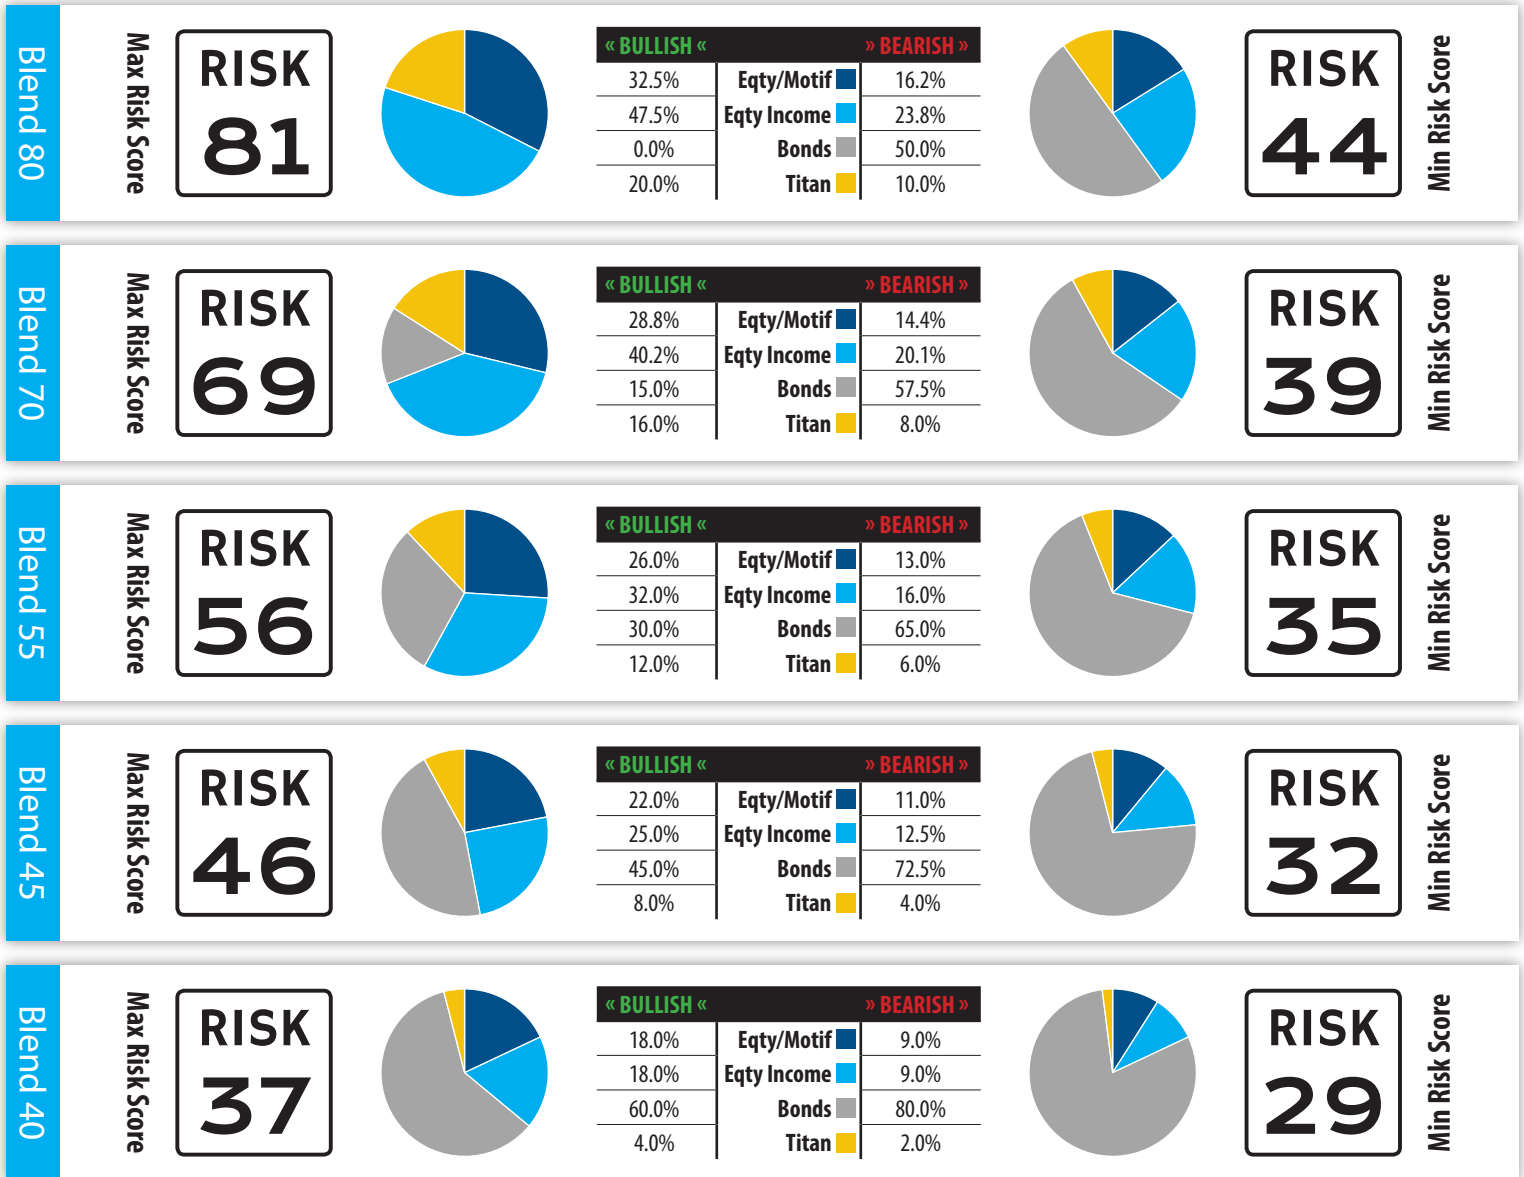 Blend 80
Max Risk Score
RISK
81
« BULLISH « » BEARISH »
32.5% Eqty/Motif 16.2%
47.5% Eqty Income 23.8%
0.0% Bonds 50.0%
20.0% Titan 10.0%
RISK
44
Min Risk Score
Blend 70
Max Risk Score
RISK
69
« BULLISH « » BEARISH »
28.8% Eqty/Motif 14.4%
40.2% Eqty Income 20.1%
15.0% Bonds 57.5%
16.0% Titan 8.0%
RISK
39
Min Risk Score
Blend 55
Max Risk Score
RISK
56
« BULLISH « » BEARISH »
26.0% Eqty/Motif 13.0%
32.0% Eqty Income 16.0%
30.0% Bonds 65.0%
12.0% Titan 6.0%
RISK
35
Min Risk Score
Blend 45
Max Risk Score
RISK
46
« BULLISH « » BEARISH »
22.0% Eqty/Motif 11.0%
25.0% Eqty Income 12.5%
45.0% Bonds 72.5%
8.0% Titan 4.0%
RISK
32
Min Risk Score
Blend 40
Max Risk Score
RISK
37
« BULLISH « » BEARISH »
18.0% Eqty/Motif 9.0%
18.0% Eqty Income 9.0%
60.0% Bonds 80.0%
4.0% Titan 2.0%
RISK
29
Min Risk Score